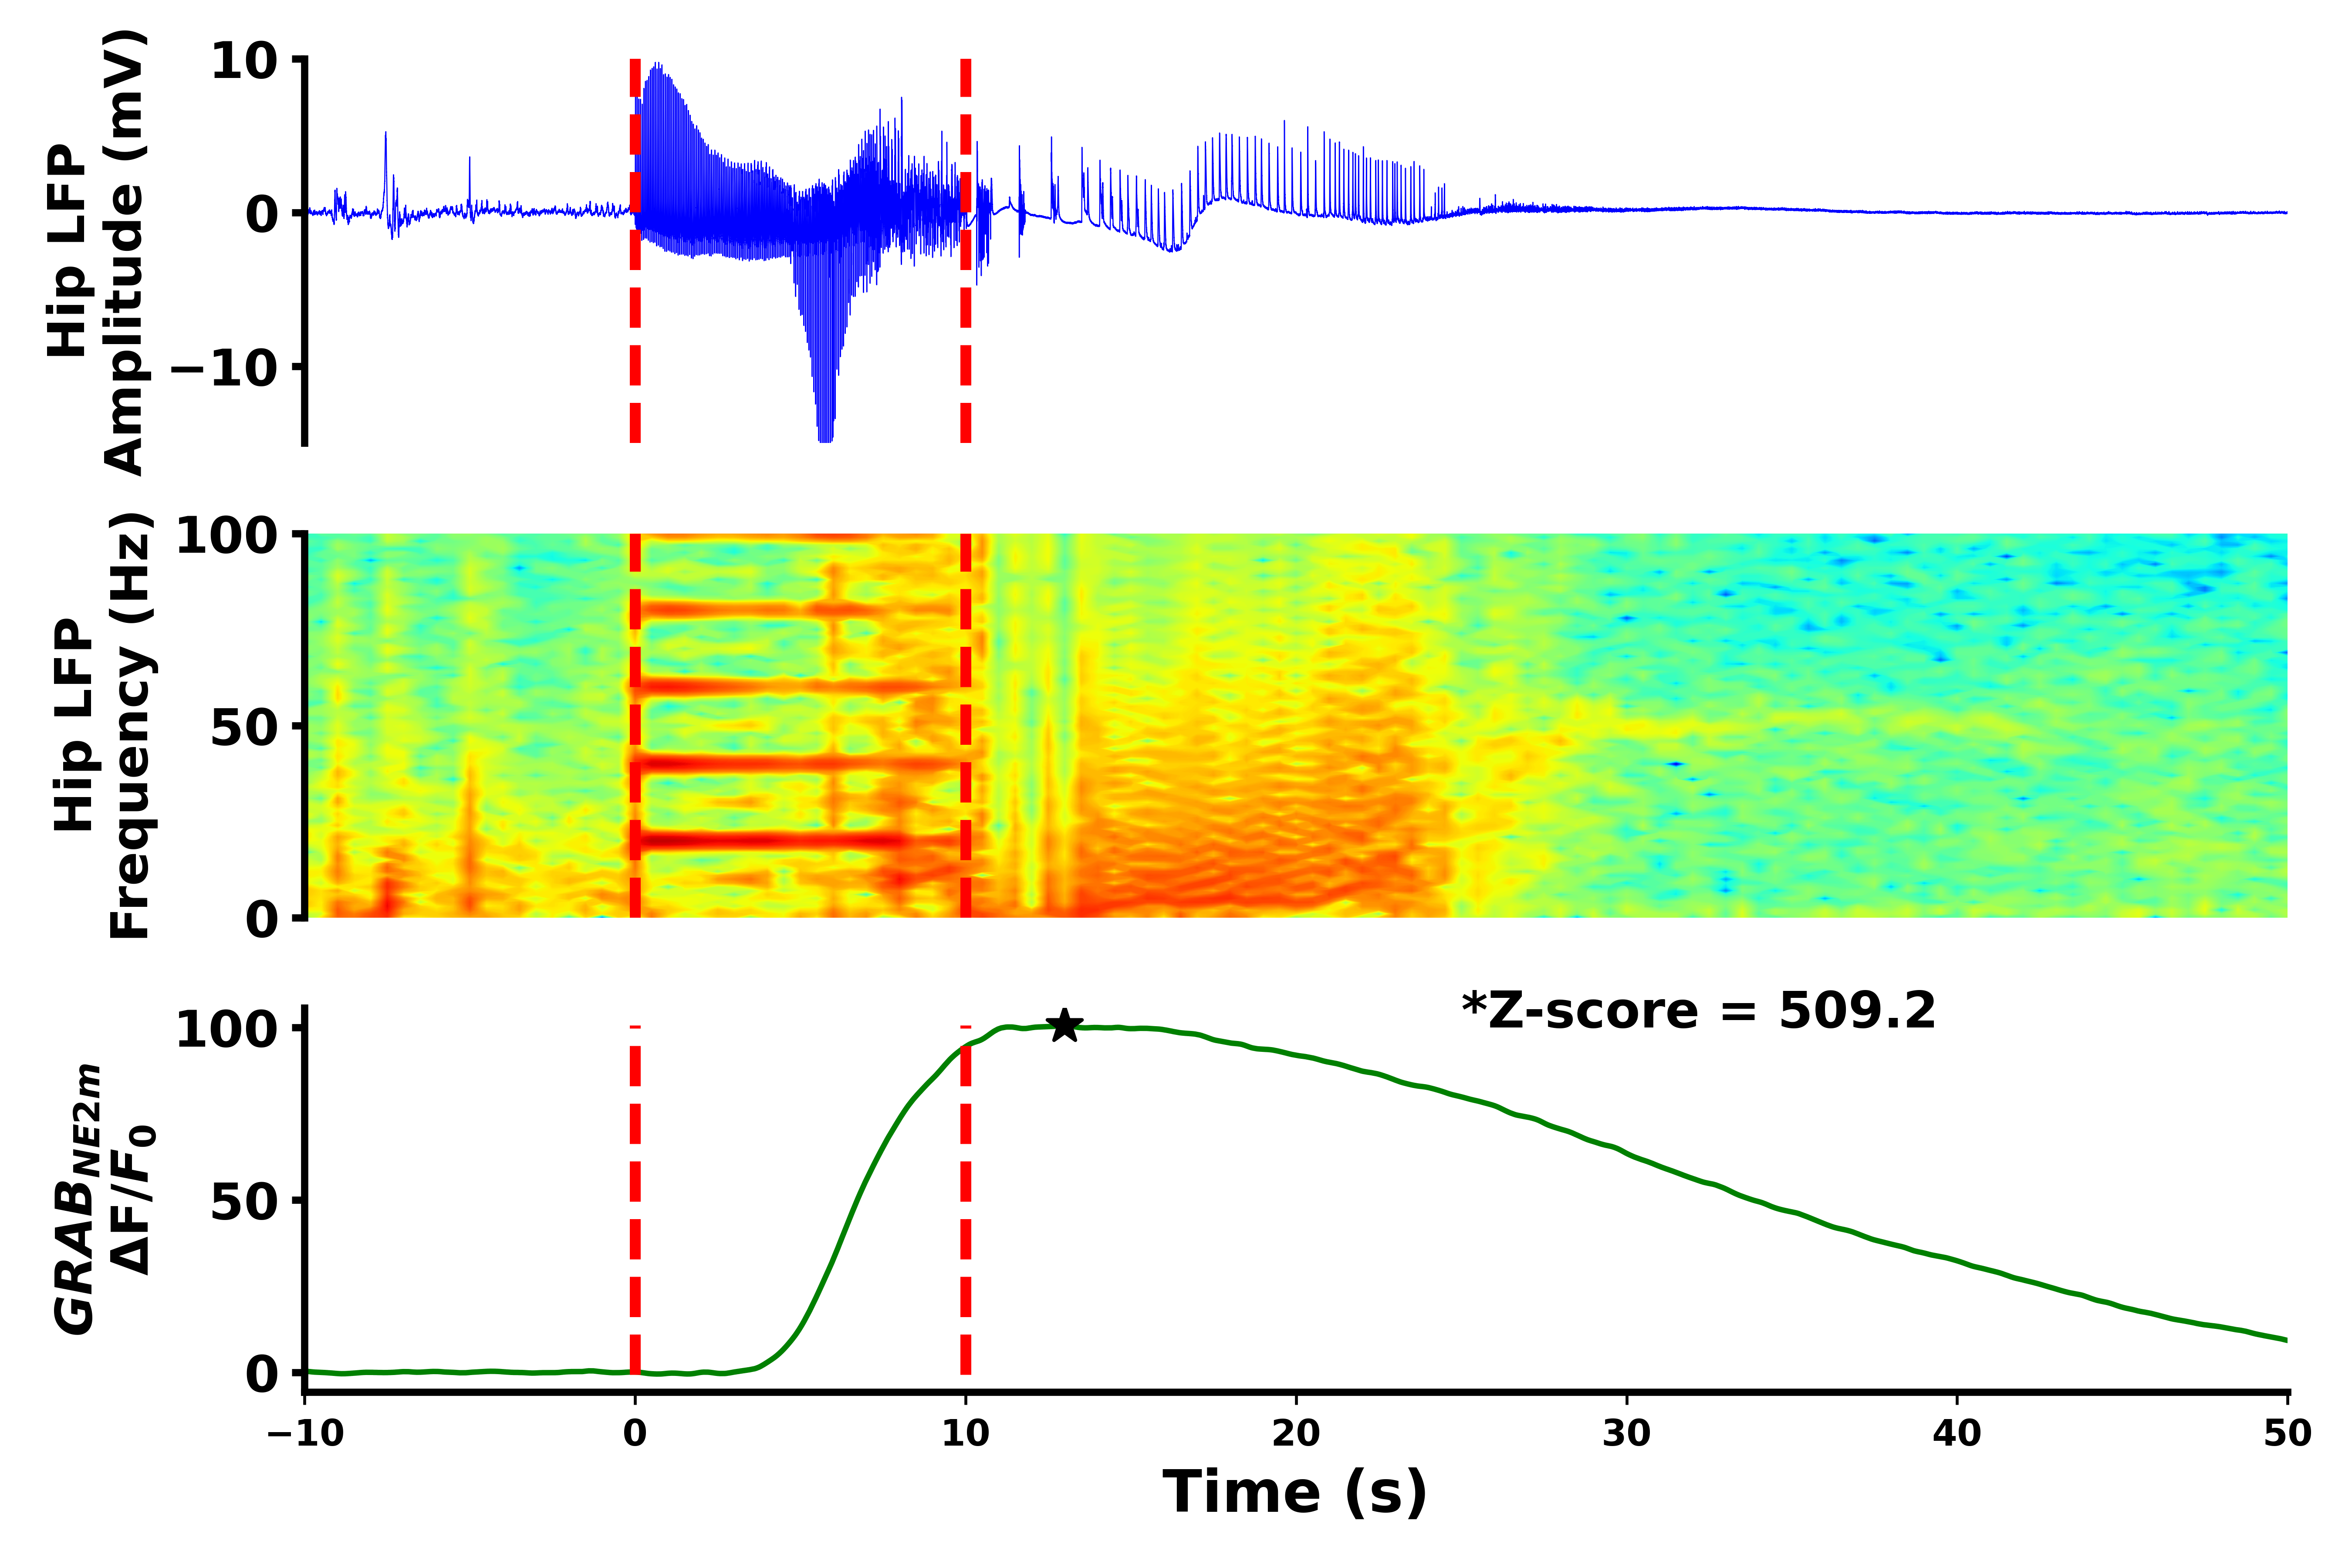 Hip LFP
Amplitude (mV)
10
0
−10
Hip LFP
Frequency (Hz)
100
50
0
*Z-score = 509.2
GRAB_NE2m
ΔF/F₀
100
50
0
−10 0 10 20 30 40 50
Time (s)